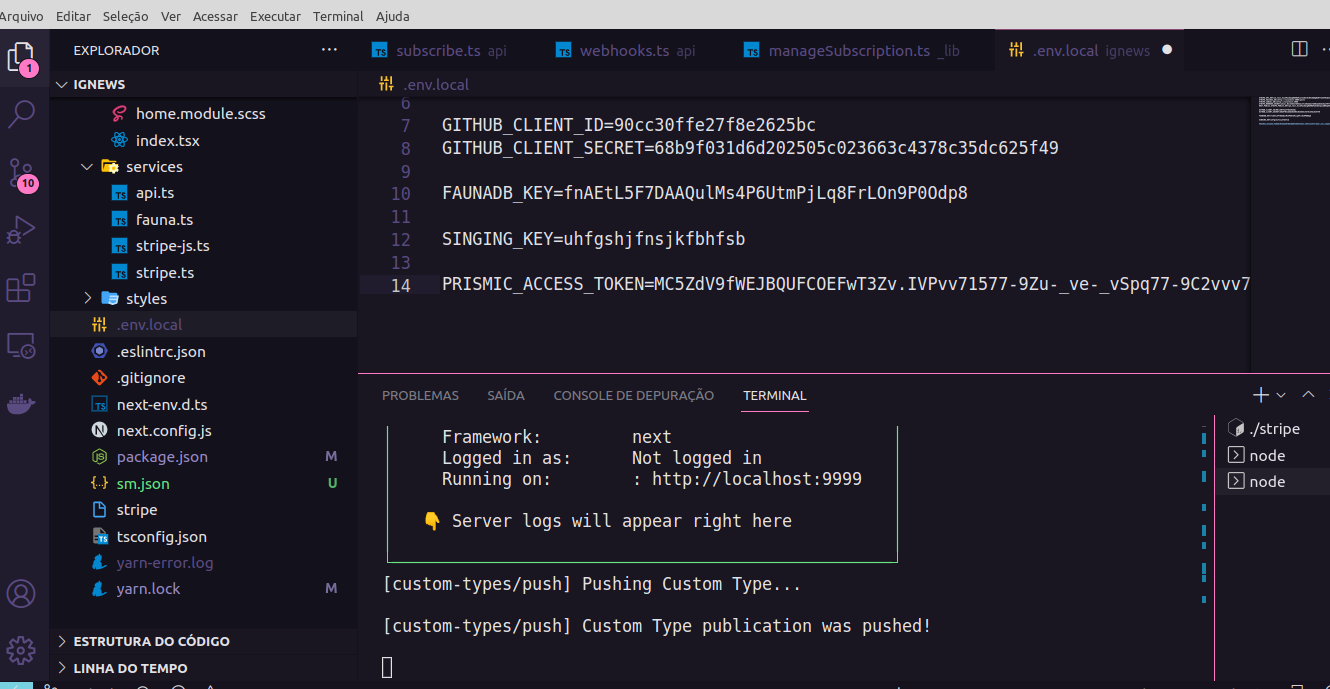 Arquivo Editar Seleção Ver Acessar Executar Terminal Ajuda
EXPLORADOR ···
subscribe.ts api
webhooks.ts api
manageSubscription.ts _lib
.env.local ignews
IGNEWS
home.module.scss
index.tsx
services
api.ts
fauna.ts
stripe-js.ts
stripe.ts
styles
.env.local
.eslintrc.json
.gitignore
next-env.d.ts
next.config.js
package.json M
sm.json U
stripe
tsconfig.json
yarn-error.log
yarn.lock M
ESTRUTURA DO CÓDIGO
LINHA DO TEMPO
1
10
.env.local
6
7 GITHUB_CLIENT_ID=90cc30ffe27f8e2625bc
8 GITHUB_CLIENT_SECRET=68b9f031d6d202505c023663c4378c35dc625f49
9
10 FAUNADB_KEY=fnAEtL5F7DAAQulMs4P6UtmPjLq8FrLOn9P0Odp8
11
12 SINGING_KEY=uhfgshjfnsjkfbhfsb
13
14 PRISMIC_ACCESS_TOKEN=MC5ZdV9fWEJBQUFCOEFwT3Zv.IVPvv71577-9Zu-_ve-_vSpq77-9C2vvv7
PROBLEMAS SAÍDA CONSOLE DE DEPURAÇÃO TERMINAL
Framework: next
Logged in as: Not logged in
Running on: : http://localhost:9999
👇 Server logs will appear right here
[custom-types/push] Pushing Custom Type...
[custom-types/push] Custom Type publication was pushed!
./stripe
node
node